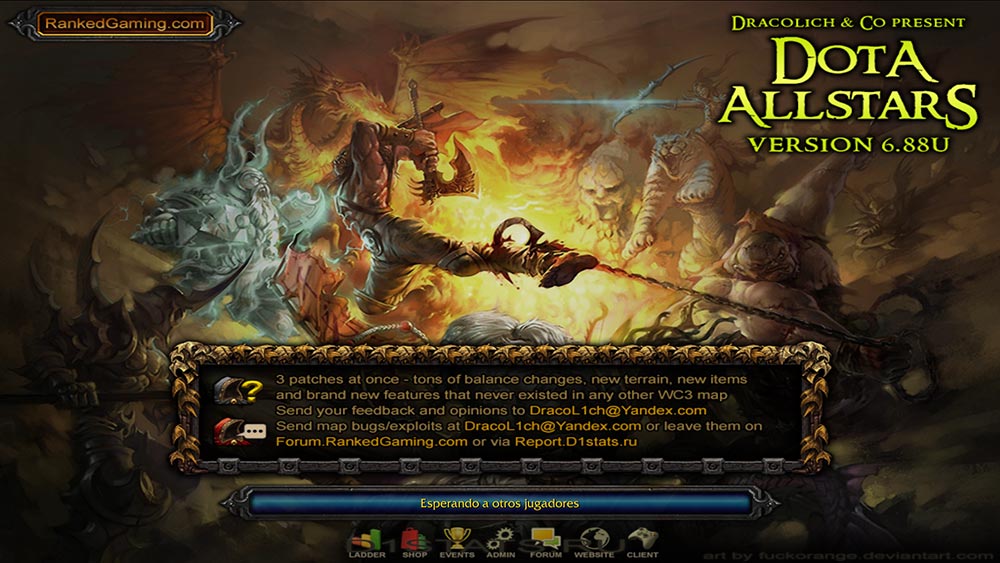 RankedGaming.com
DRACOLICH & CO PRESENT
DOTA
ALLSTARS
VERSION 6.88U
3 patches at once - tons of balance changes, new terrain, new items
and brand new features that never existed in any other WC3 map
Send your feedback and opinions to DracoL1ch@Yandex.com
Send map bugs/exploits at DracoL1ch@Yandex.com or leave them on
Forum.RankedGaming.com or via Report.D1stats.ru
Esperando a otros jugadores
LADDER SHOP EVENTS ADMIN FORUM WEBSITE CLIENT
art by fuckorange.deviantart.com